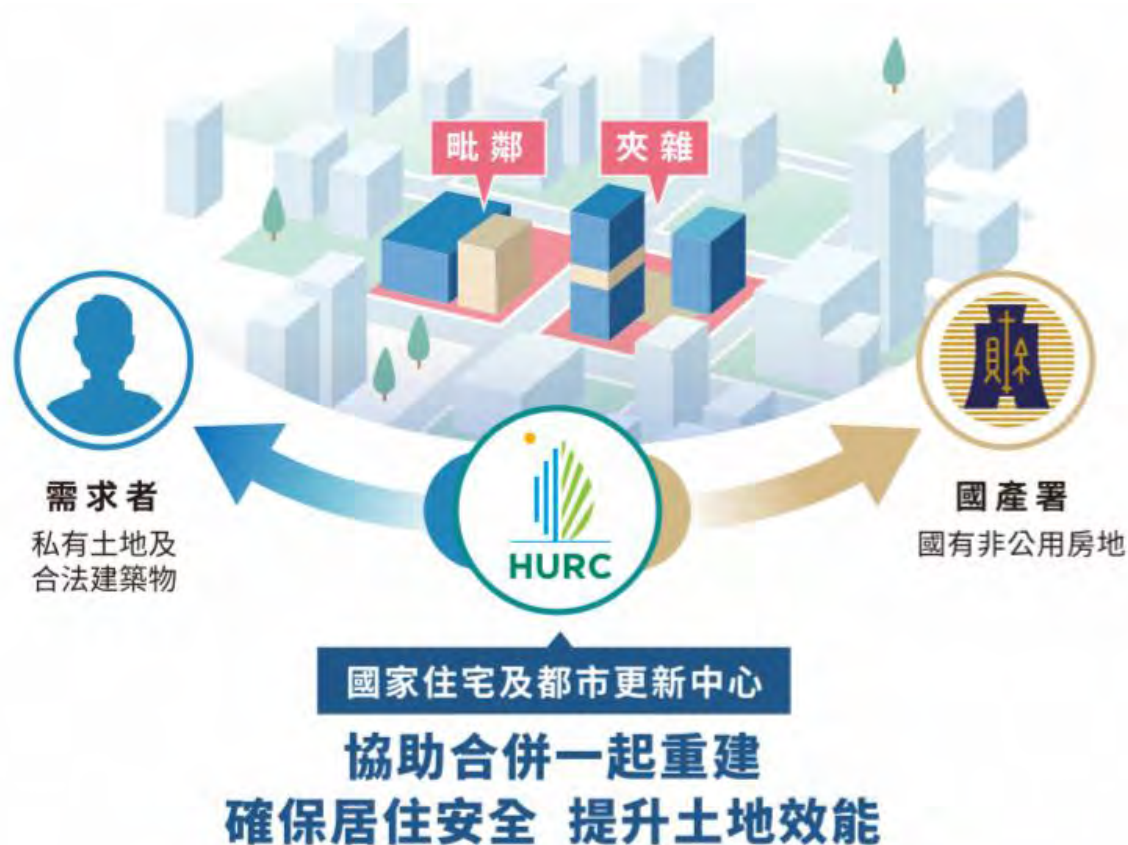 毗鄰
夾雜
需求者
私有土地及
合法建築物
HURC
國產署
國有非公用房地
國家住宅及都市更新中心
協助合併一起重建
確保居住安全 提升土地效能